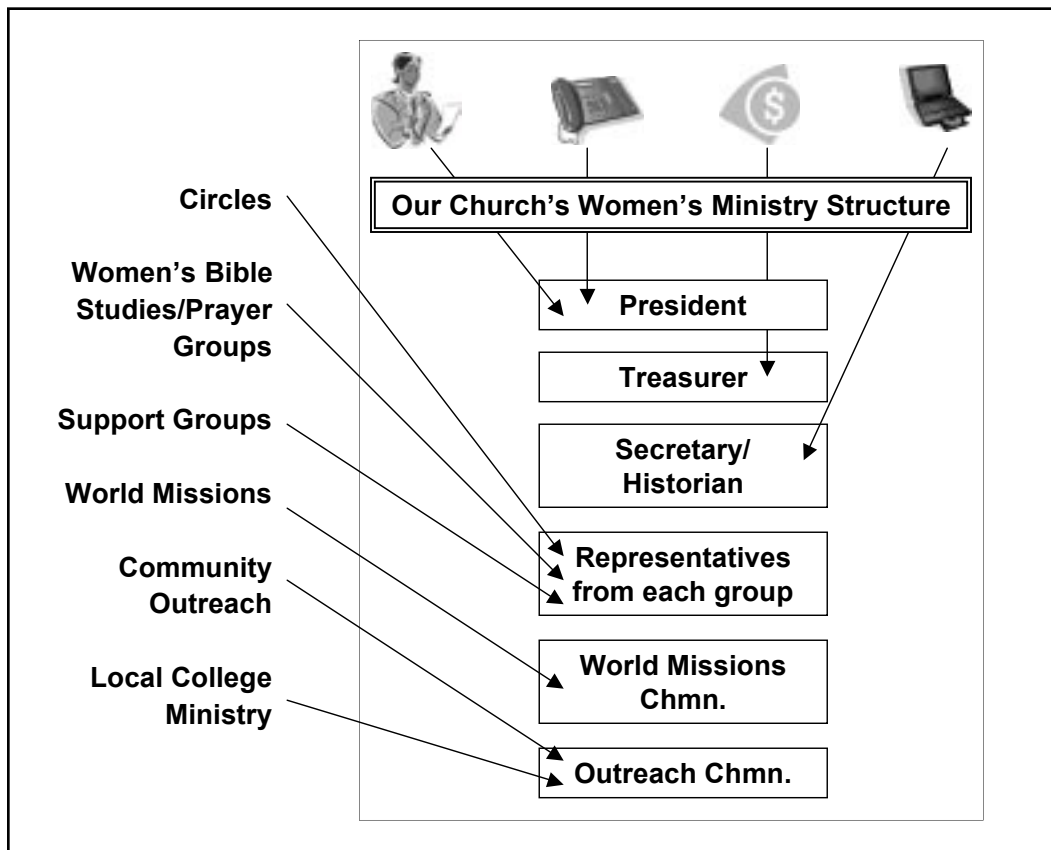 Our Church’s Women’s Ministry Structure
Circles
Women’s Bible
Studies/Prayer
Groups
Support Groups
World Missions
Community
Outreach
Local College
Ministry
President
Treasurer
Secretary/
Historian
Representatives
from each group
World Missions
Chmn.
Outreach Chmn.
$